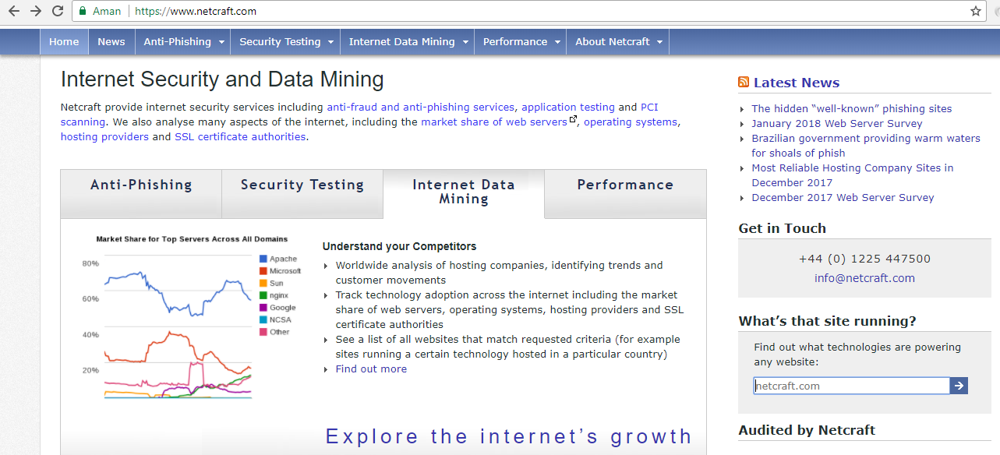 Aman https://www.netcraft.com
Home News Anti-Phishing Security Testing Internet Data Mining Performance About Netcraft
Internet Security and Data Mining
Netcraft provide internet security services including anti-fraud and anti-phishing services, application testing and PCI
scanning. We also analyse many aspects of the internet, including the market share of web servers, operating systems,
hosting providers and SSL certificate authorities.
Anti-Phishing
Security Testing
Internet Data
Mining
Performance
Market Share for Top Servers Across All Domains
80%
60%
40%
20%
Apache
Microsoft
Sun
nginx
Google
NCSA
Other
Understand your Competitors
Worldwide analysis of hosting companies, identifying trends and
customer movements
Track technology adoption across the internet including the market
share of web servers, operating systems, hosting providers and SSL
certificate authorities
See a list of all websites that match requested criteria (for example
sites running a certain technology hosted in a particular country)
Find out more
Explore the internet’s growth
Latest News
The hidden “well-known” phishing sites
January 2018 Web Server Survey
Brazilian government providing warm waters
for shoals of phish
Most Reliable Hosting Company Sites in
December 2017
December 2017 Web Server Survey
Get in Touch
+44 (0) 1225 447500
info@netcraft.com
What’s that site running?
Find out what technologies are powering
any website:
netcraft.com
Audited by Netcraft